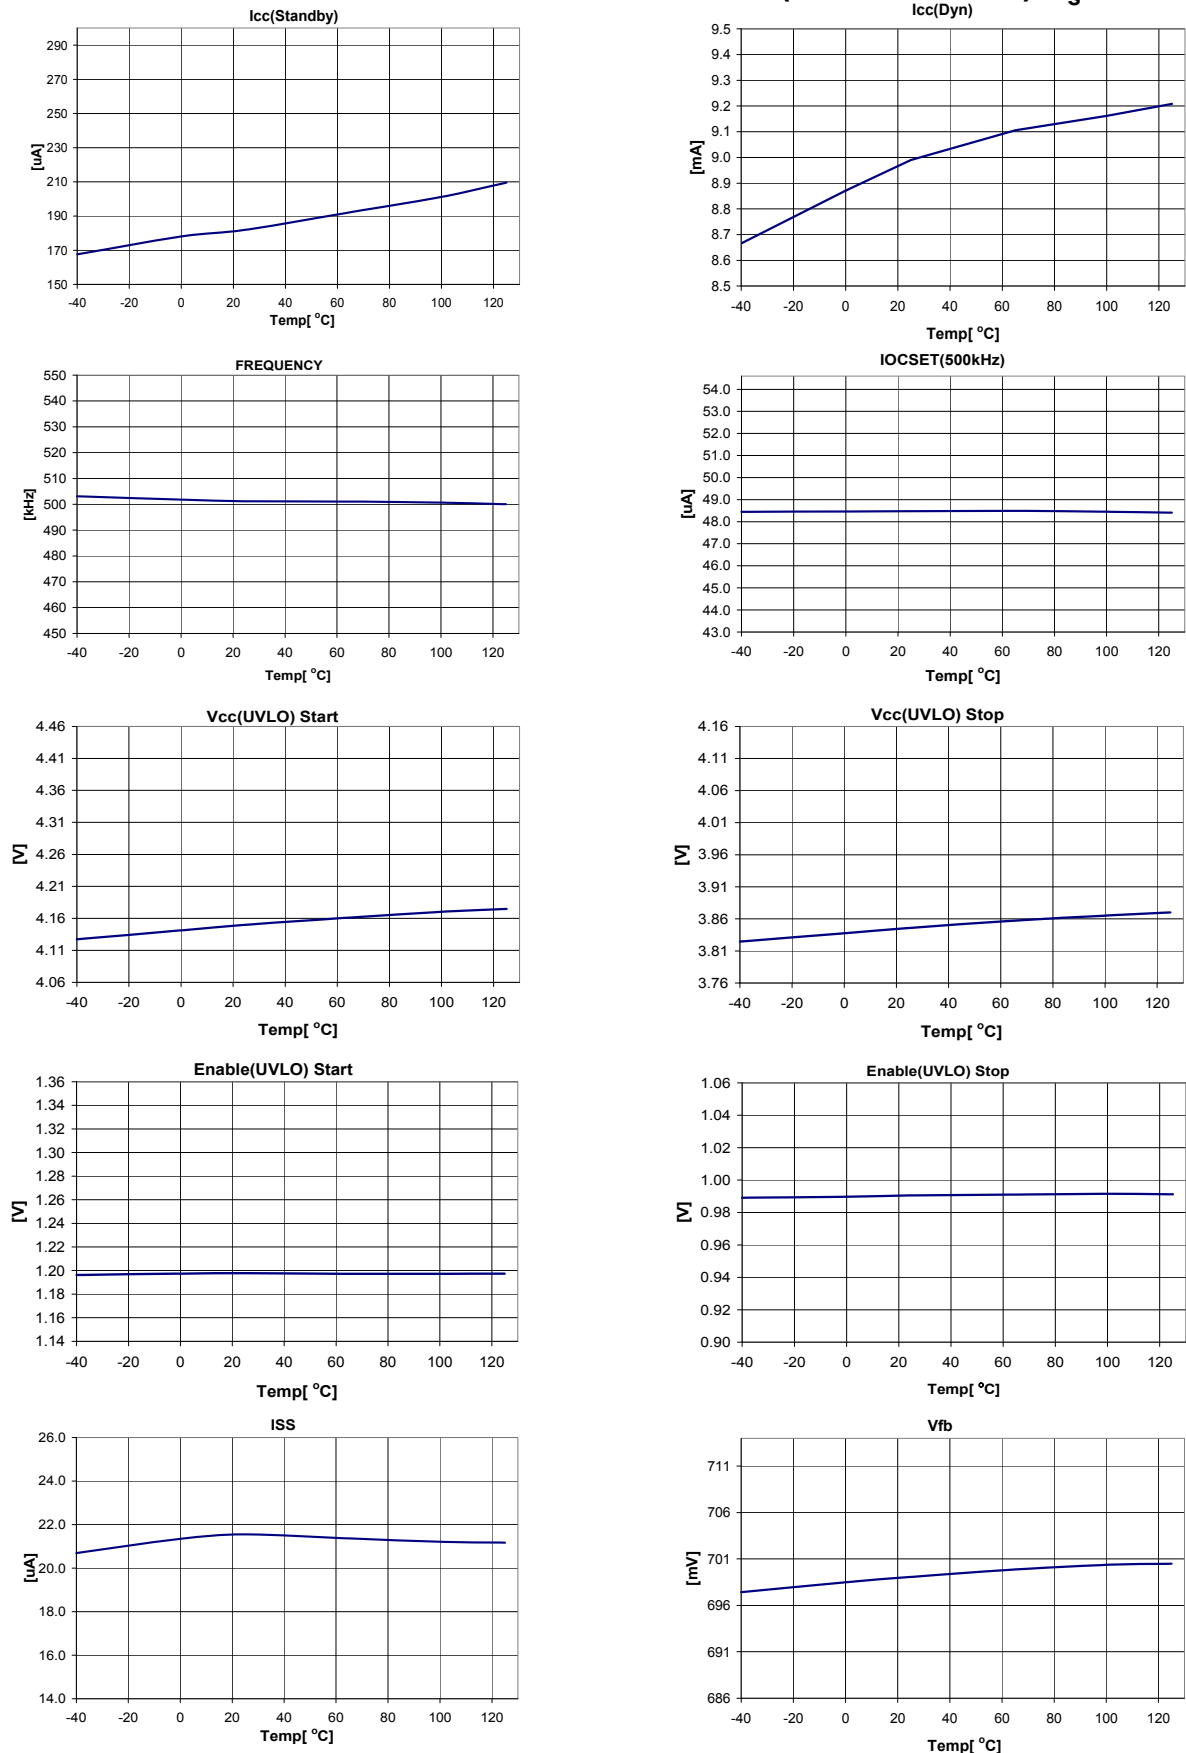 Icc(Standby)
290
270
250
230
210
190
170
150
[uA]
-40 -20 0 20 40 60 80 100 120
Temp[ °C]
Icc(Dyn)
9.5
9.4
9.3
9.2
9.1
9.0
8.9
8.8
8.7
8.6
8.5
[mA]
-40 -20 0 20 40 60 80 100 120
Temp[ °C]
FREQUENCY
550
540
530
520
510
500
490
480
470
460
450
[kHz]
-40 -20 0 20 40 60 80 100 120
Temp[ °C]
IOCSET(500kHz)
54.0
53.0
52.0
51.0
50.0
49.0
48.0
47.0
46.0
45.0
44.0
43.0
[uA]
-40 -20 0 20 40 60 80 100 120
Temp[ °C]
Vcc(UVLO) Start
4.46
4.41
4.36
4.31
4.26
4.21
4.16
4.11
4.06
[V]
-40 -20 0 20 40 60 80 100 120
Temp[ °C]
Vcc(UVLO) Stop
4.16
4.11
4.06
4.01
3.96
3.91
3.86
3.81
3.76
[V]
-40 -20 0 20 40 60 80 100 120
Temp[ °C]
Enable(UVLO) Start
1.36
1.34
1.32
1.30
1.28
1.26
1.24
1.22
1.20
1.18
1.16
1.14
[V]
-40 -20 0 20 40 60 80 100 120
Temp[ °C]
Enable(UVLO) Stop
1.06
1.04
1.02
1.00
0.98
0.96
0.94
0.92
0.90
[V]
-40 -20 0 20 40 60 80 100 120
Temp[ °C]
ISS
26.0
24.0
22.0
20.0
18.0
16.0
14.0
[uA]
-40 -20 0 20 40 60 80 100 120
Temp[ °C]
Vfb
711
706
701
696
691
686
[mV]
-40 -20 0 20 40 60 80 100 120
Temp[ °C]